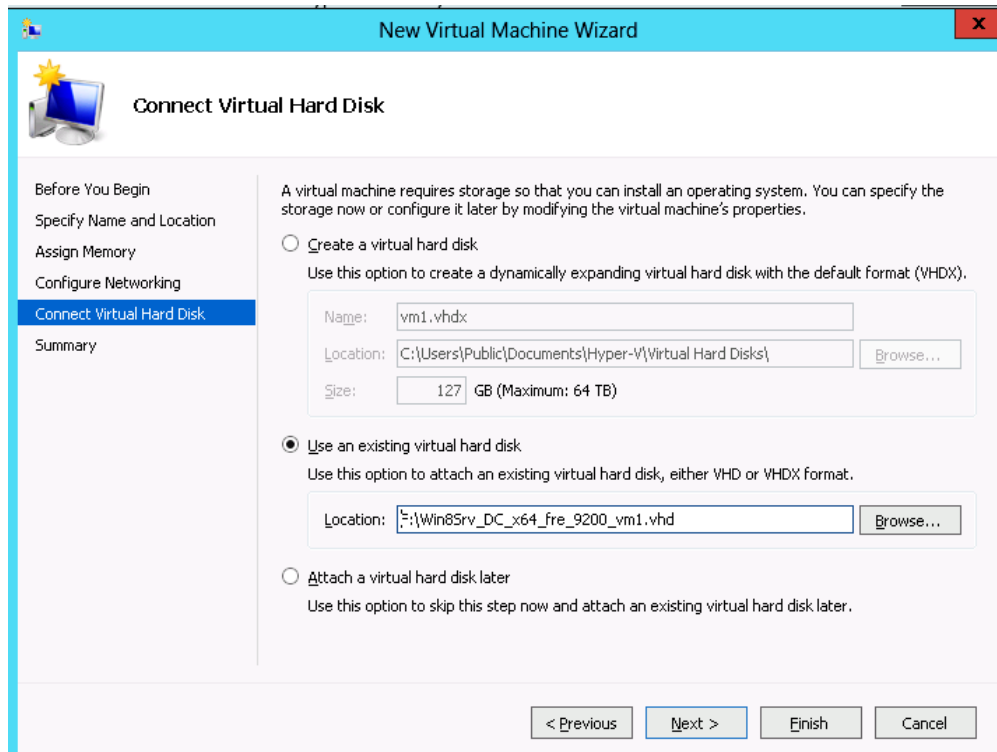 New Virtual Machine Wizard
x
Connect Virtual Hard Disk
Before You Begin
Specify Name and Location
Assign Memory
Configure Networking
Connect Virtual Hard Disk
Summary
A virtual machine requires storage so that you can install an operating system. You can specify the
storage now or configure it later by modifying the virtual machine's properties.
Create a virtual hard disk
Use this option to create a dynamically expanding virtual hard disk with the default format (VHDX).
Name: vm1.vhdx
Location: C:\Users\Public\Documents\Hyper-V\Virtual Hard Disks\ Browse...
Size: 127 GB (Maximum: 64 TB)
Use an existing virtual hard disk
Use this option to attach an existing virtual hard disk, either VHD or VHDX format.
Location: F:\Win8Srv_DC_x64_fre_9200_vm1.vhd Browse...
Attach a virtual hard disk later
Use this option to skip this step now and attach an existing virtual hard disk later.
< Previous Next > Finish Cancel